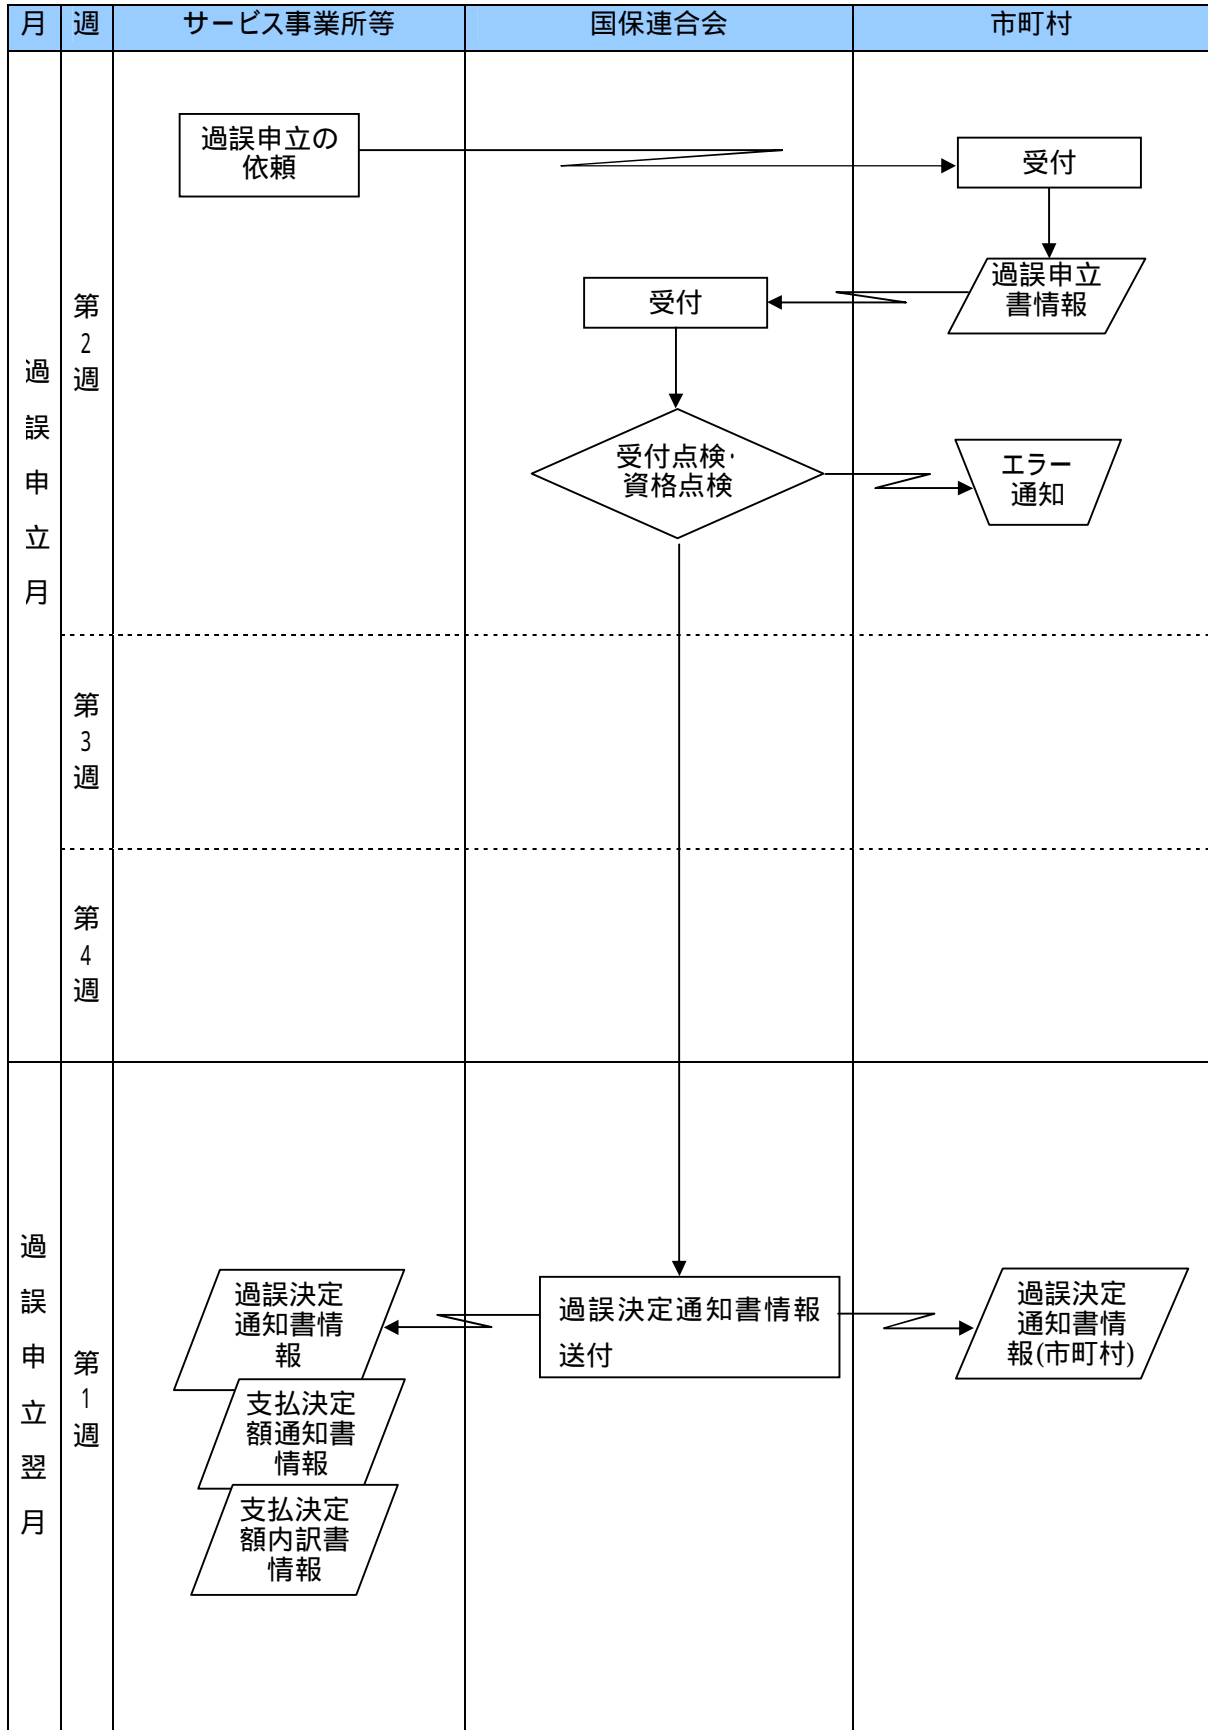 月 週 サービス事業所等 国保連合会 市町村
過誤申立月
第2週
過誤申立の
依頼
受付
過誤申立
書情報
受付
受付点検・
資格点検
エラー
通知
第3週
第4週
過誤申立翌月
第1週
過誤決定
通知書情
報
支払決定
額通知書
情報
支払決定
額内訳書
情報
過誤決定通知書情報
送付
過誤決定
通知書情
報(市町村)